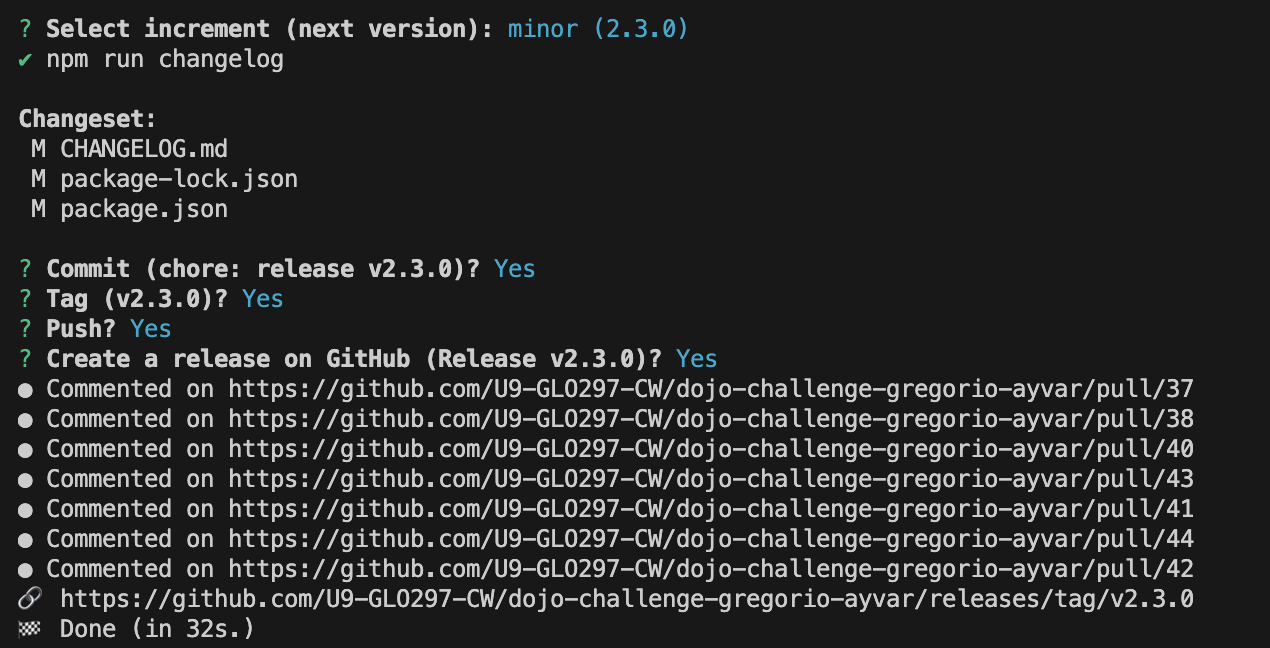 ? Select increment (next version): minor (2.3.0)
✔ npm run changelog
Changeset:
M CHANGELOG.md
M package-lock.json
M package.json
? Commit (chore: release v2.3.0)? Yes
? Tag (v2.3.0)? Yes
? Push? Yes
? Create a release on GitHub (Release v2.3.0)? Yes
● Commented on https://github.com/U9-GLO297-CW/dojo-challenge-gregorio-ayvar/pull/37
● Commented on https://github.com/U9-GLO297-CW/dojo-challenge-gregorio-ayvar/pull/38
● Commented on https://github.com/U9-GLO297-CW/dojo-challenge-gregorio-ayvar/pull/40
● Commented on https://github.com/U9-GLO297-CW/dojo-challenge-gregorio-ayvar/pull/43
● Commented on https://github.com/U9-GLO297-CW/dojo-challenge-gregorio-ayvar/pull/41
● Commented on https://github.com/U9-GLO297-CW/dojo-challenge-gregorio-ayvar/pull/44
● Commented on https://github.com/U9-GLO297-CW/dojo-challenge-gregorio-ayvar/pull/42
🔗 https://github.com/U9-GLO297-CW/dojo-challenge-gregorio-ayvar/releases/tag/v2.3.0
🏁 Done (in 32s.)